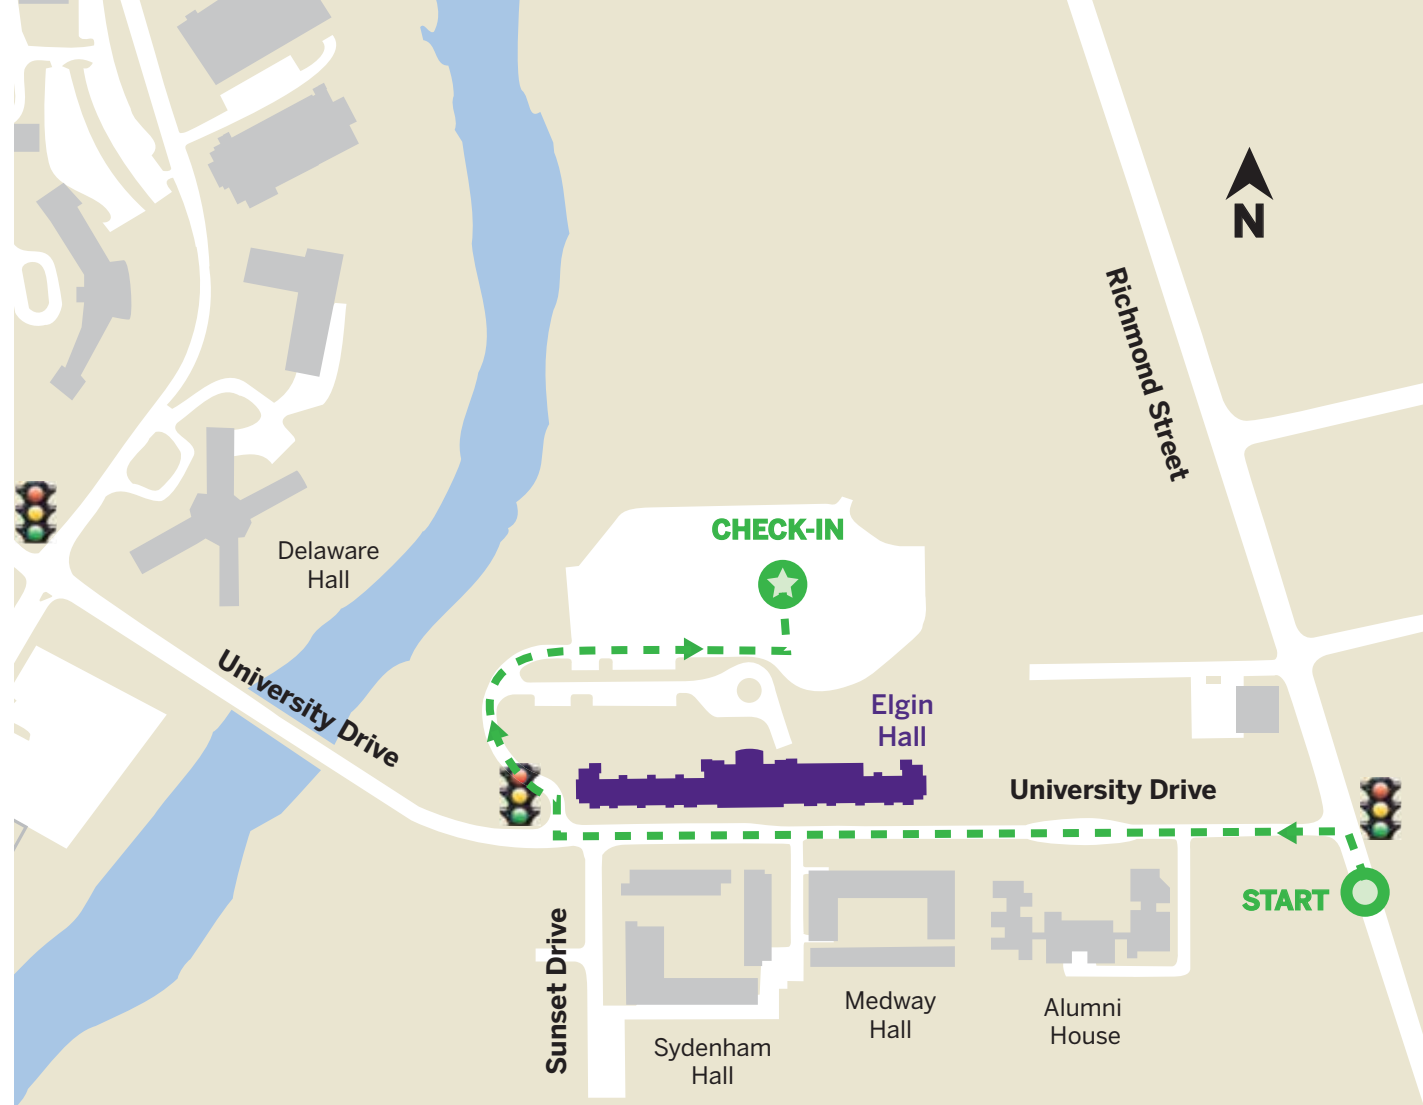 N
Richmond Street
CHECK-IN
Delaware
Hall
University Drive
Elgin
Hall
University Drive
START
Sunset Drive
Medway
Hall
Alumni
House
Sydenham
Hall